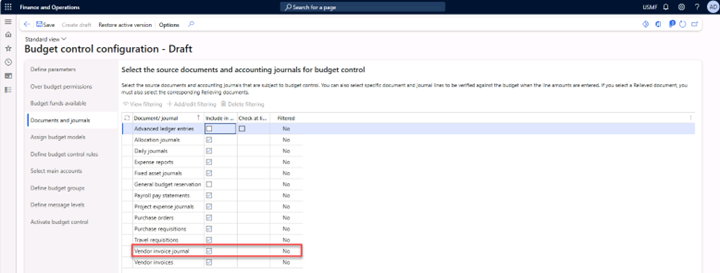 Finance and Operations
Search for a page
USMF
AD
Save
Create draft
Restore active version
Options
Standard view
Budget control configuration - Draft
Define parameters
Over budget permissions
Budget funds available
Documents and journals
Assign budget models
Define budget control rules
Select main accounts
Define budget groups
Define message levels
Activate budget control
Select the source documents and accounting journals for budget control
Select the source documents and accounting journals that are subject to budget control. You can also select specific document and journal lines to be verified against the budget when the line amounts are entered. If you select a Relieved document, you
must also select the corresponding Relieving documents.
View filtering
Add/edit filtering
Delete filtering
Document/ Journal
Include in ...
Check at li...
Filtered
Advanced ledger entries No
Allocation journals No
Daily journals No
Expense reports No
Fixed asset journals No
General budget reservation No
Payroll pay statements No
Project expense journals No
Purchase orders No
Purchase requisitions No
Travel requisitions No
Vendor invoice journal No
Vendor invoices No